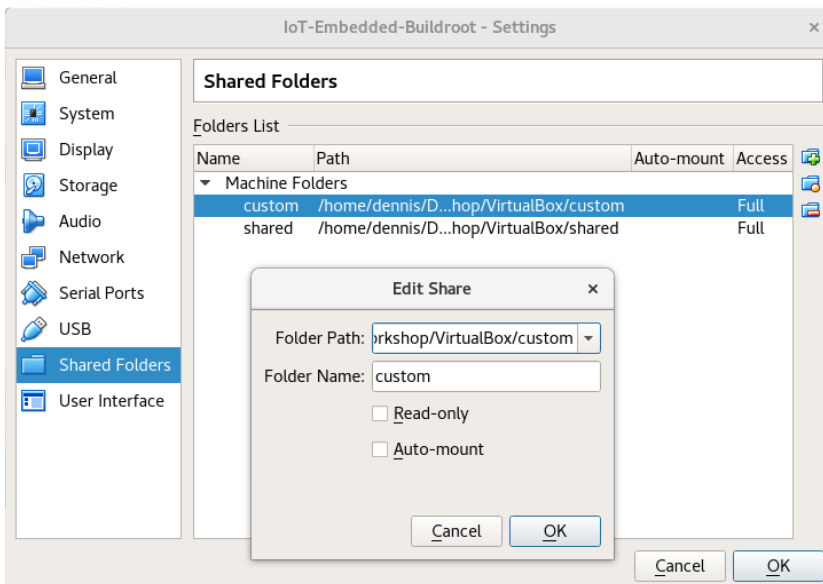 IoT-Embedded-Buildroot - Settings ×
General
System
Display
Storage
Audio
Network
Serial Ports
USB
Shared Folders
User Interface
Shared Folders
Folders List
Name Path Auto-mount Access
Machine Folders
custom /home/dennis/D...hop/VirtualBox/custom Full
shared /home/dennis/D...hop/VirtualBox/shared Full
Edit Share ×
Folder Path: orkshop/VirtualBox/custom
Folder Name: custom
Read-only
Auto-mount
Cancel OK
Cancel OK